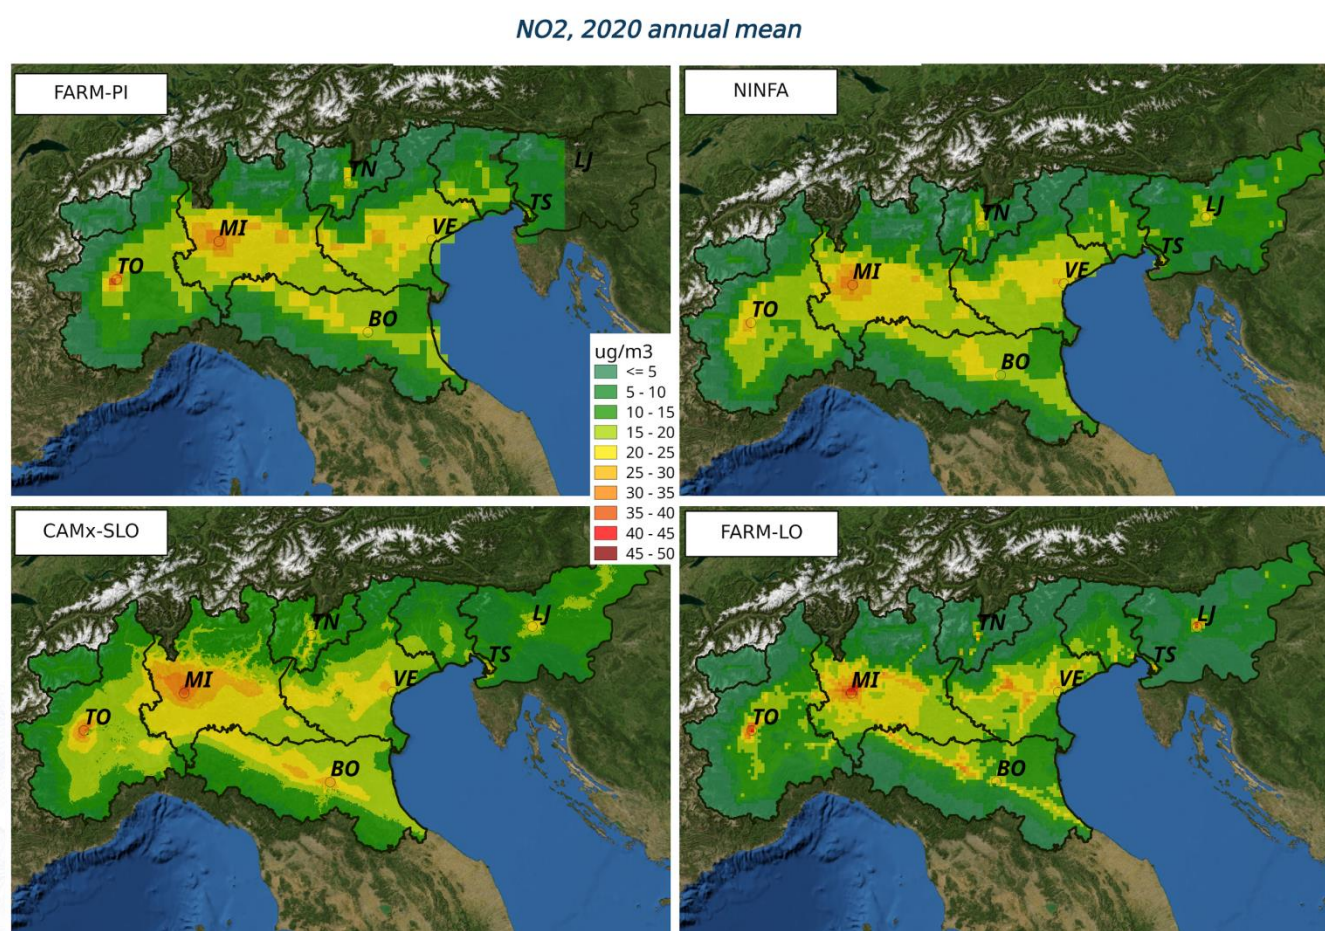 NO2, 2020 annual mean
FARM-PI
TN
LJ
TS
MI
VE
TO
BO
NINFA
TN
LJ
TS
MI
VE
TO
BO
ug/m3
<= 5
5 - 10
10 - 15
15 - 20
20 - 25
25 - 30
30 - 35
35 - 40
40 - 45
45 - 50
CAMx-SLO
TN
LJ
TS
MI
VE
TO
BO
FARM-LO
TN
LJ
TS
MI
VE
TO
BO